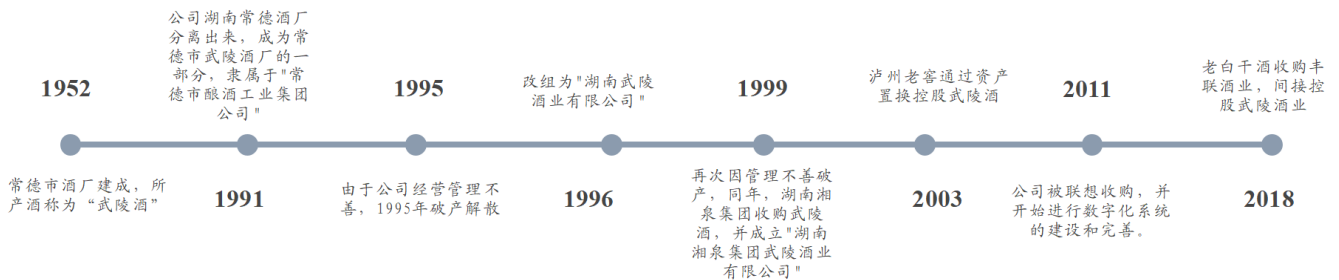 1952
常德市酒厂建成，所
产酒称为“武陵酒”
公司湖南常德酒厂
分离出来，成为常
德市武陵酒厂的一
部分，隶属于"常
德市酿酒工业集团
公司"
1991
1995
由于公司经营管理不
善，1995年破产解散
改组为"湖南武陵
酒业有限公司"
1996
1999
再次因管理不善破
产，同年，湖南湘
泉集团收购武陵
酒，并成立"湖南
湘泉集团武陵酒业
有限公司"
泸州老窖通过资产
置换控股武陵酒
2003
2011
公司被联想收购，并
开始进行数字化系统
的建设和完善。
老白干酒收购丰
联酒业，间接控
股武陵酒业
2018